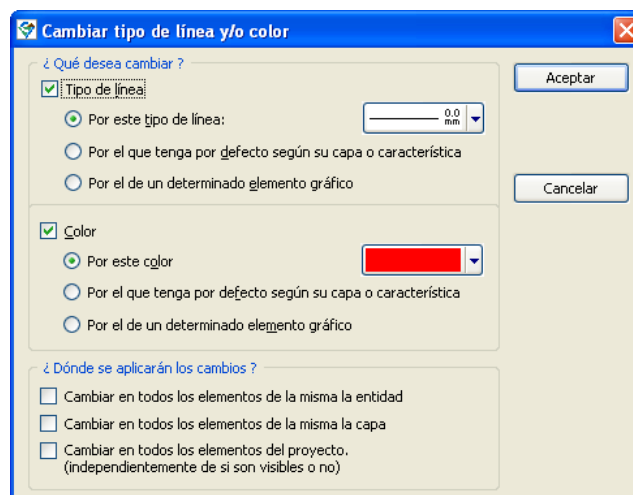 Cambiar tipo de línea y/o color
¿ Qué desea cambiar ?
Tipo de línea
Aceptar
Por este tipo de línea:
0.0
mm
Por el que tenga por defecto según su capa o característica
Por el de un determinado elemento gráfico
Cancelar
Color
Por este color
Por el que tenga por defecto según su capa o característica
Por el de un determinado elemento gráfico
¿ Dónde se aplicarán los cambios ?
Cambiar en todos los elementos de la misma la entidad
Cambiar en todos los elementos de la misma la capa
Cambiar en todos los elementos del proyecto.
(independientemente de si son visibles o no)